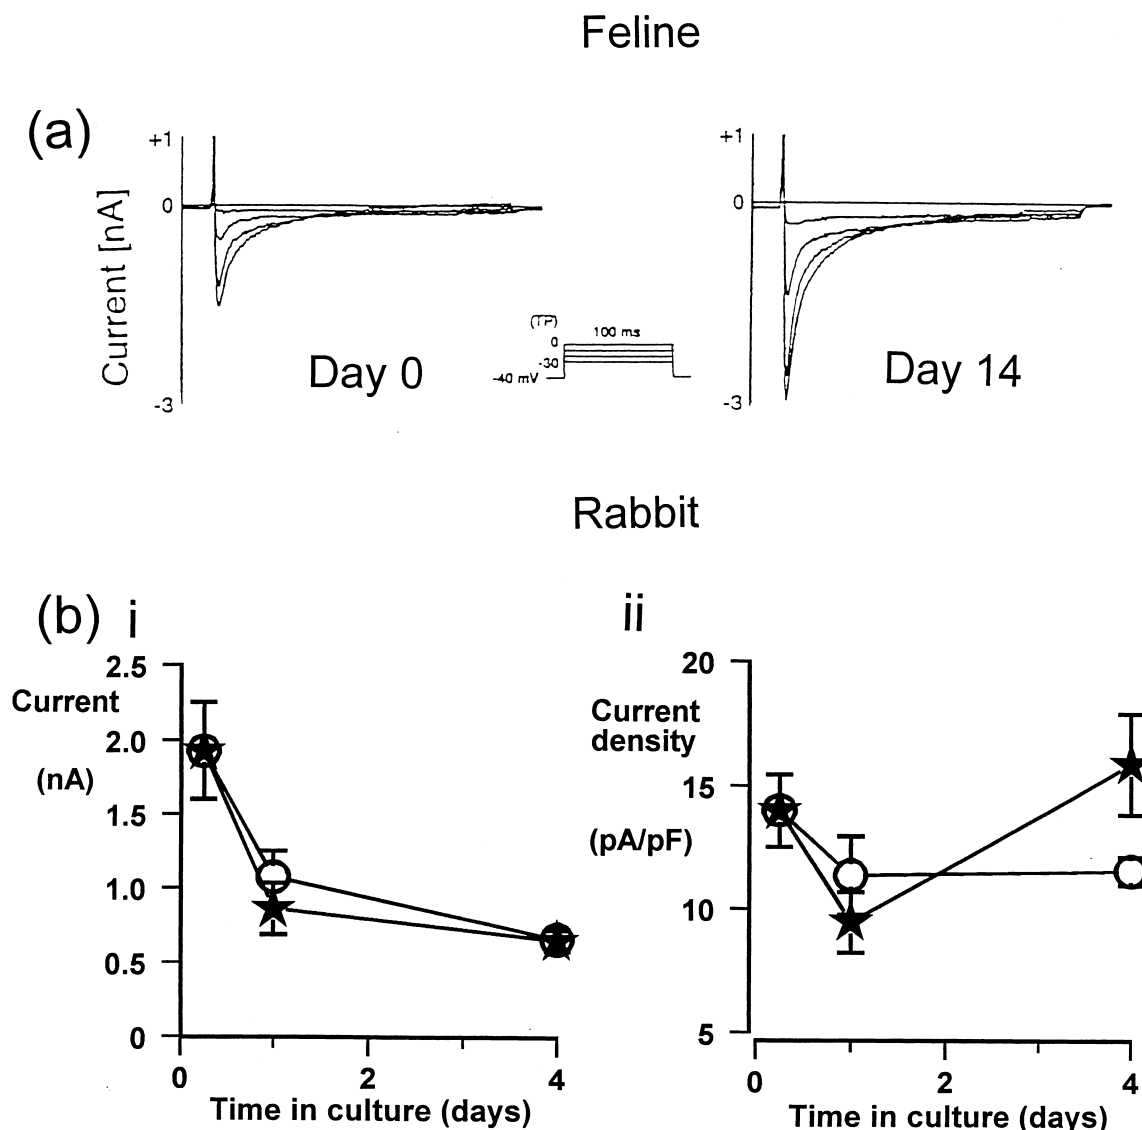 Feline
(a)
+1
0
-3
Current [nA]
Day 0
(TP)
100 ms
0
-30
-40 mV
+1
0
-3
Day 14
Rabbit
(b) i
2.5
Current
2.0
(nA)
1.5
1.0
0.5
0
0 2 4
Time in culture (days)
ii
20
Current
density
15
(pA/pF)
10
5
0 2 4
Time in culture (days)